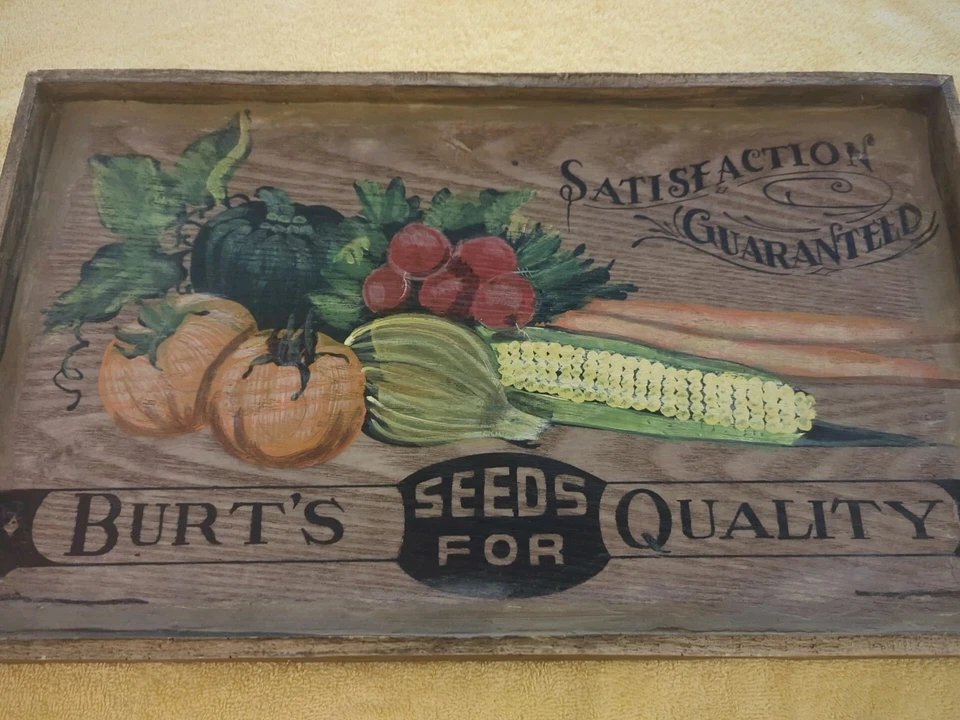 SATISFACTION
GUARANTEED
BURT'S SEEDS FOR QUALITY